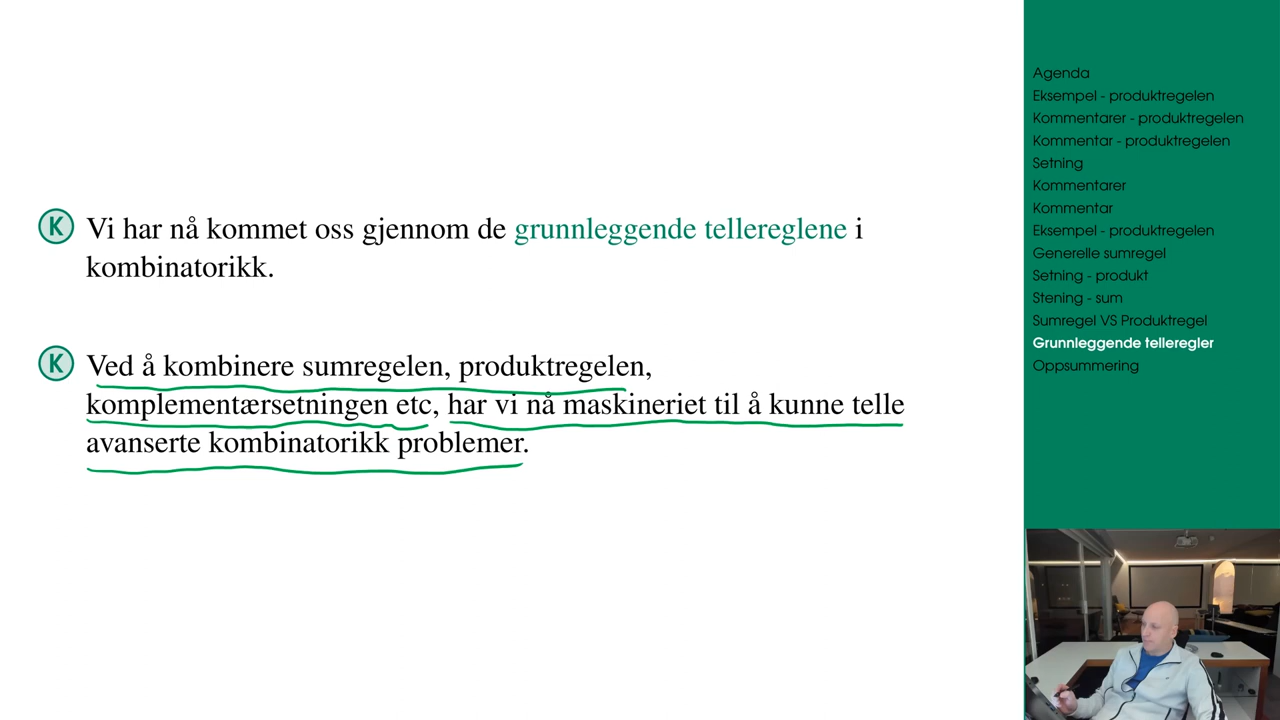 K Vi har nå kommet oss gjennom de grunnleggende tellereglene i
kombinatorikk.
K Ved å kombinere sumregelen, produktregelen,
komplementærsetningen etc, har vi nå maskineriet til å kunne telle
avanserte kombinatorikk problemer.
Agenda
Eksempel - produktregelen
Kommentarer - produktregelen
Kommentar - produktregelen
Setning
Kommentarer
Kommentar
Eksempel - produktregelen
Generelle sumregel
Setning - produkt
Stening - sum
Sumregel VS Produktregel
Grunnleggende telleregler
Oppsummering